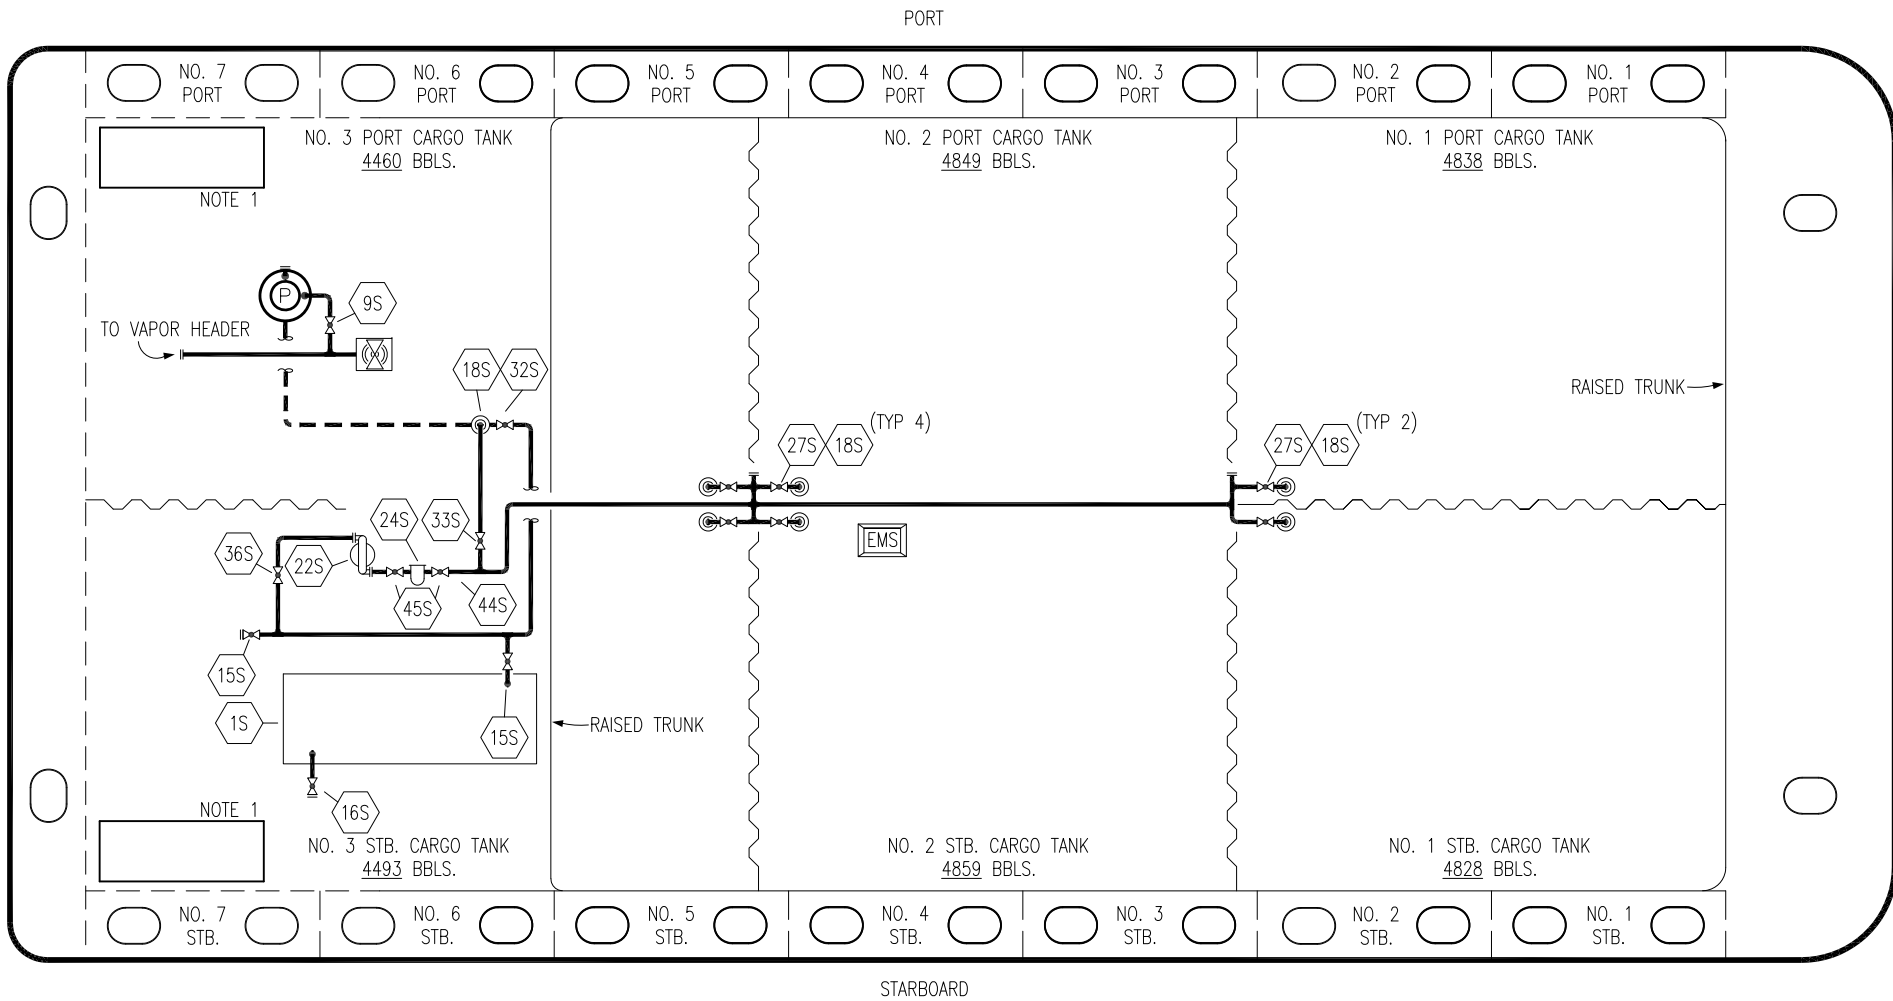 PORT
NO. 7
PORT
NO. 6
PORT
NO. 5
PORT
NO. 4
PORT
NO. 3
PORT
NO. 2
PORT
NO. 1
PORT
NO. 3 PORT CARGO TANK
4460 BBLS.
NO. 2 PORT CARGO TANK
4849 BBLS.
NO. 1 PORT CARGO TANK
4838 BBLS.
NOTE 1
P
9S
TO VAPOR HEADER
18S
32S
RAISED TRUNK
27S
18S
(TYP 4)
27S
18S
(TYP 2)
24S
33S
EMS
36S
22S
45S
44S
15S
1S
15S
RAISED TRUNK
16S
NOTE 1
NO. 3 STB. CARGO TANK
4493 BBLS.
NO. 2 STB. CARGO TANK
4859 BBLS.
NO. 1 STB. CARGO TANK
4828 BBLS.
NO. 7
STB.
NO. 6
STB.
NO. 5
STB.
NO. 4
STB.
NO. 3
STB.
NO. 2
STB.
NO. 1
STB.
STARBOARD